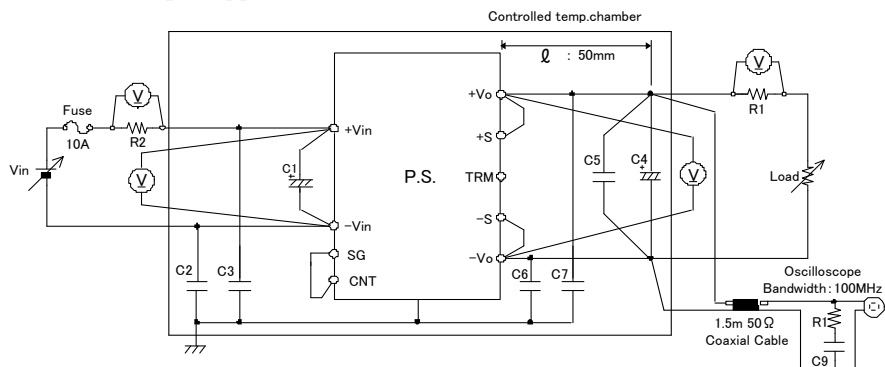 Controlled temp.chamber
ℓ : 50mm
Fuse
10A
V
R2
Vin
V
C2
C3
C1
+
+Vin
−Vin
SG
CNT
P.S.
+Vo
+S
TRM
−S
−Vo
C5
C4
+
V
C6
C7
V
R1
Load
Oscilloscope
Bandwidth:100MHz
1.5m 50Ω
Coaxial Cable
R1
C9